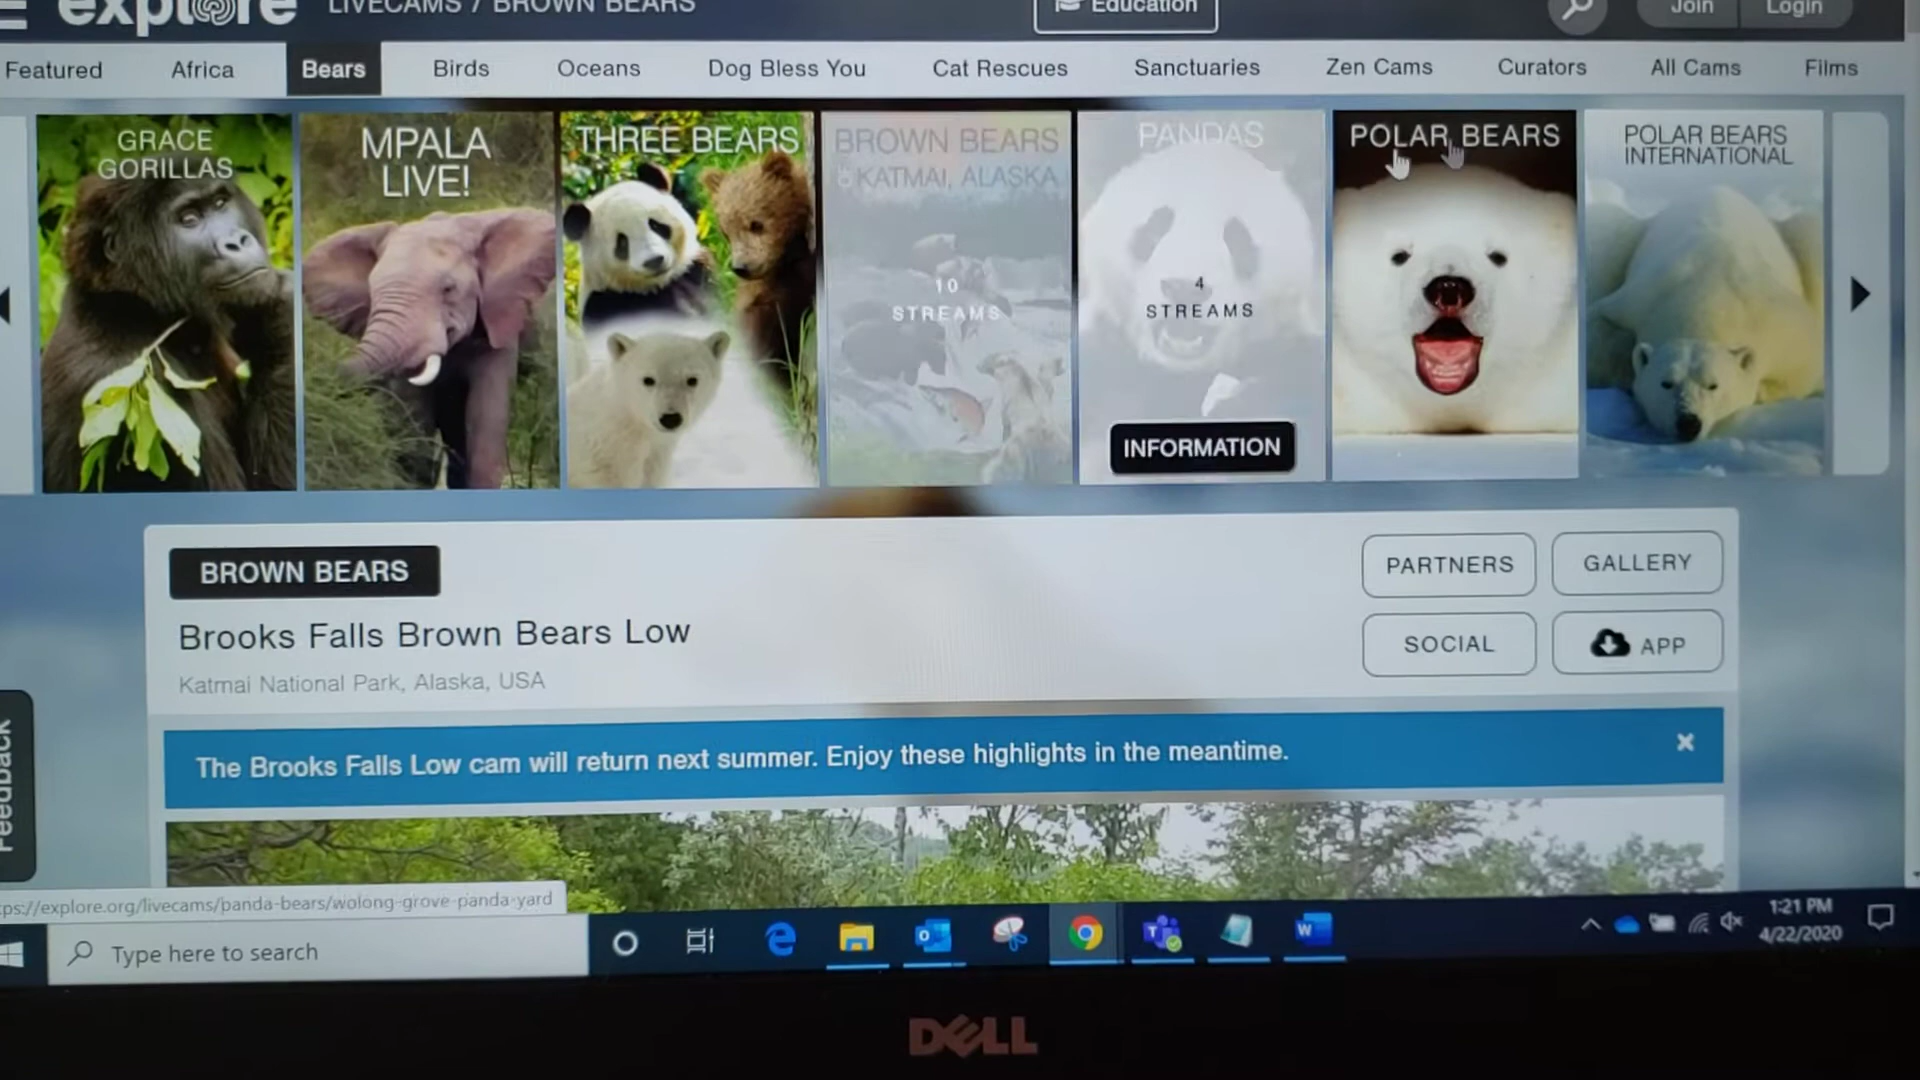 explore
LIVECAMS / BROWN BEARS
Education
Join
Login
Featured
Africa
Bears
Birds
Oceans
Dog Bless You
Cat Rescues
Sanctuaries
Zen Cams
Curators
All Cams
Films
GRACE
GORILLAS
MPALA
LIVE!
THREE BEARS
BROWN BEARS
KATMAI, ALASKA
10
STREAMS
PANDAS
4
STREAMS
INFORMATION
POLAR BEARS
POLAR BEARS
INTERNATIONAL
BROWN BEARS
PARTNERS
GALLERY
Brooks Falls Brown Bears Low
SOCIAL
APP
Katmai National Park, Alaska, USA
Feedback
The Brooks Falls Low cam will return next summer. Enjoy these highlights in the meantime.
tps://explore.org/livecams/panda-bears/wolong-grove-panda-yard
Type here to search
1:21 PM
4/22/2020
DELL